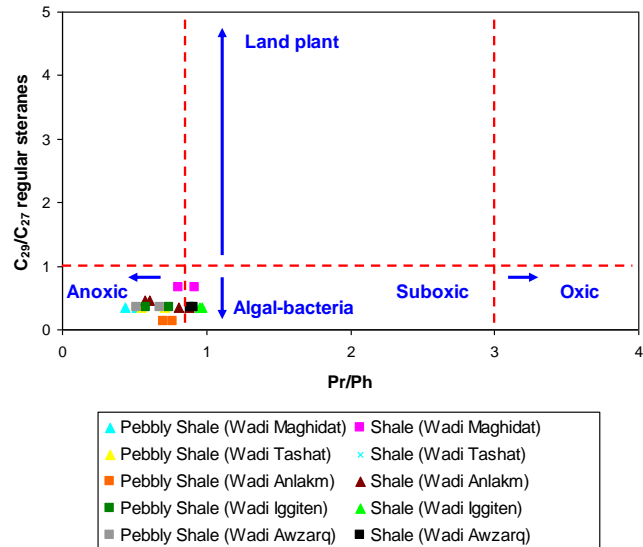 5
4
3
2
1
0
C29/C27 regular steranes
Land plant
Anoxic
Algal-bacteria
Suboxic
Oxic
0 1 2 3 4
Pr/Ph
Pebbly Shale (Wadi Maghidat) Shale (Wadi Maghidat)
Pebbly Shale (Wadi Tashat) Shale (Wadi Tashat)
Pebbly Shale (Wadi Anlakm) Shale (Wadi Anlakm)
Pebbly Shale (Wadi Iggiten) Shale (Wadi Iggiten)
Pebbly Shale (Wadi Awzarq) Shale (Wadi Awzarq)